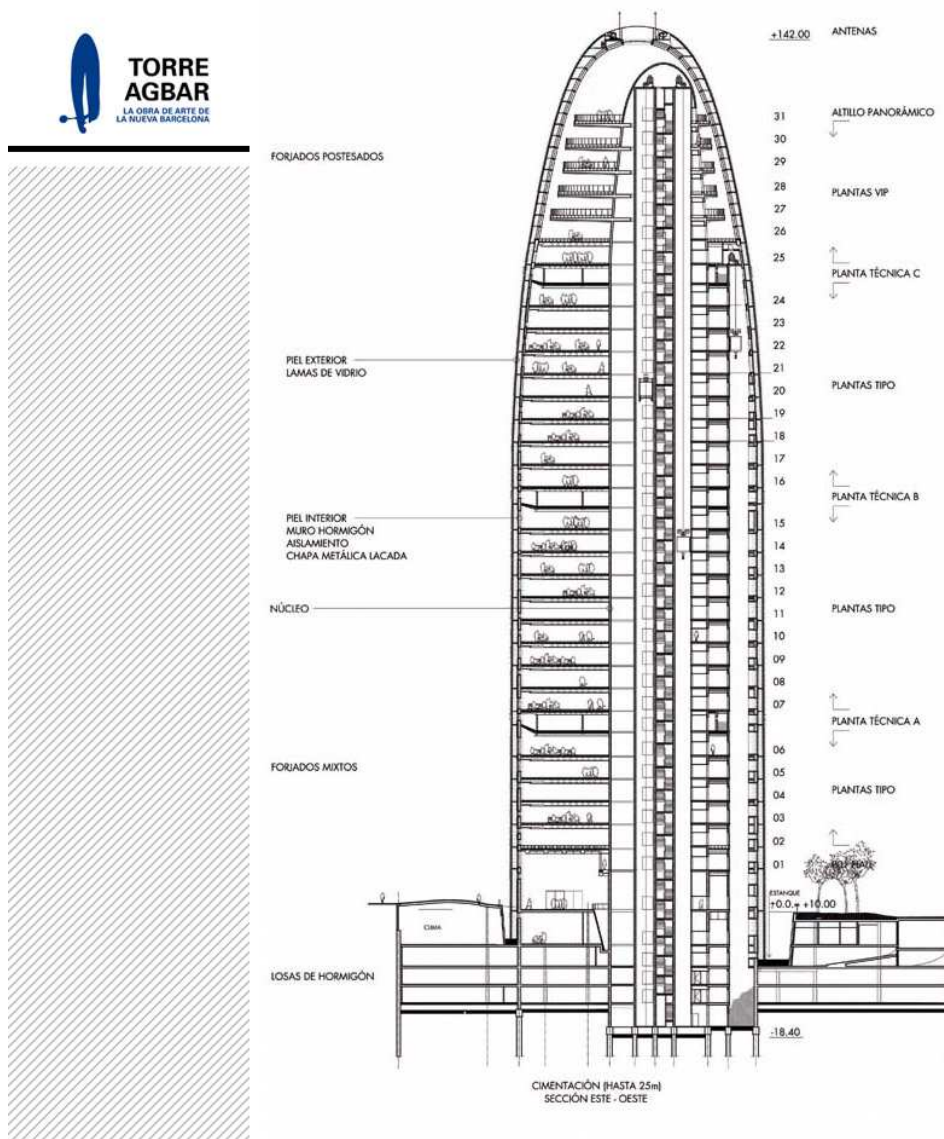 TORRE
AGBAR
LA OBRA DE ARTE DE
LA NUEVA BARCELONA
+142.00 ANTENAS
31 ALTILLO PANORÁMICO
30
FORJADOS POSTESADOS
29
28
PLANTAS VIP
27
26
25
PLANTA TÉCNICA C
24
23
22
PIEL EXTERIOR
LAMAS DE VIDRIO
21
20 PLANTAS TIPO
19
18
17
16
PLANTA TÉCNICA B
PIEL INTERIOR
MURO HORMIGÓN
AISLAMIENTO
CHAPA METÁLICA LACADA
15
14
13
12
NÚCLEO
11 PLANTAS TIPO
10
09
08
07
PLANTA TÉCNICA A
06
FORJADOS MIXTOS
05
04 PLANTAS TIPO
03
02
01
ESTANQUE
+0.0.= +10.00
CLIMA
LOSAS DE HORMIGÓN
-18.40
CIMENTACIÓN (HASTA 25m)
SECCIÓN ESTE - OESTE